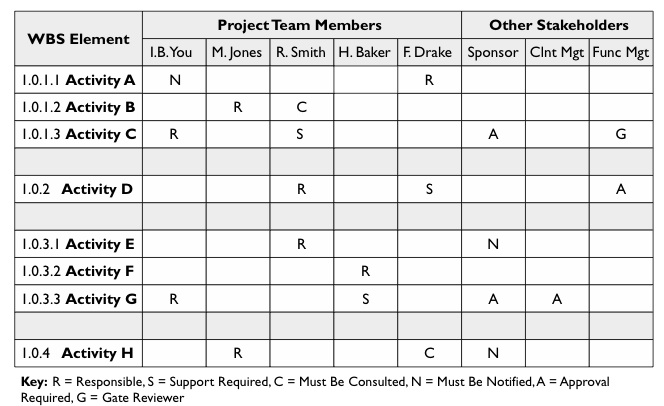 WBS Element Project Team Members Other Stakeholders
I.B.You M. Jones R. Smith H. Baker F. Drake Sponsor Clnt Mgt Func Mgt
1.0.1.1 Activity A N R
1.0.1.2 Activity B R C
1.0.1.3 Activity C R S A G
1.0.2 Activity D R S A
1.0.3.1 Activity E R N
1.0.3.2 Activity F R
1.0.3.3 Activity G R S A A
1.0.4 Activity H R C N
Key: R = Responsible, S = Support Required, C = Must Be Consulted, N = Must Be Notified, A = Approval
Required, G = Gate Reviewer